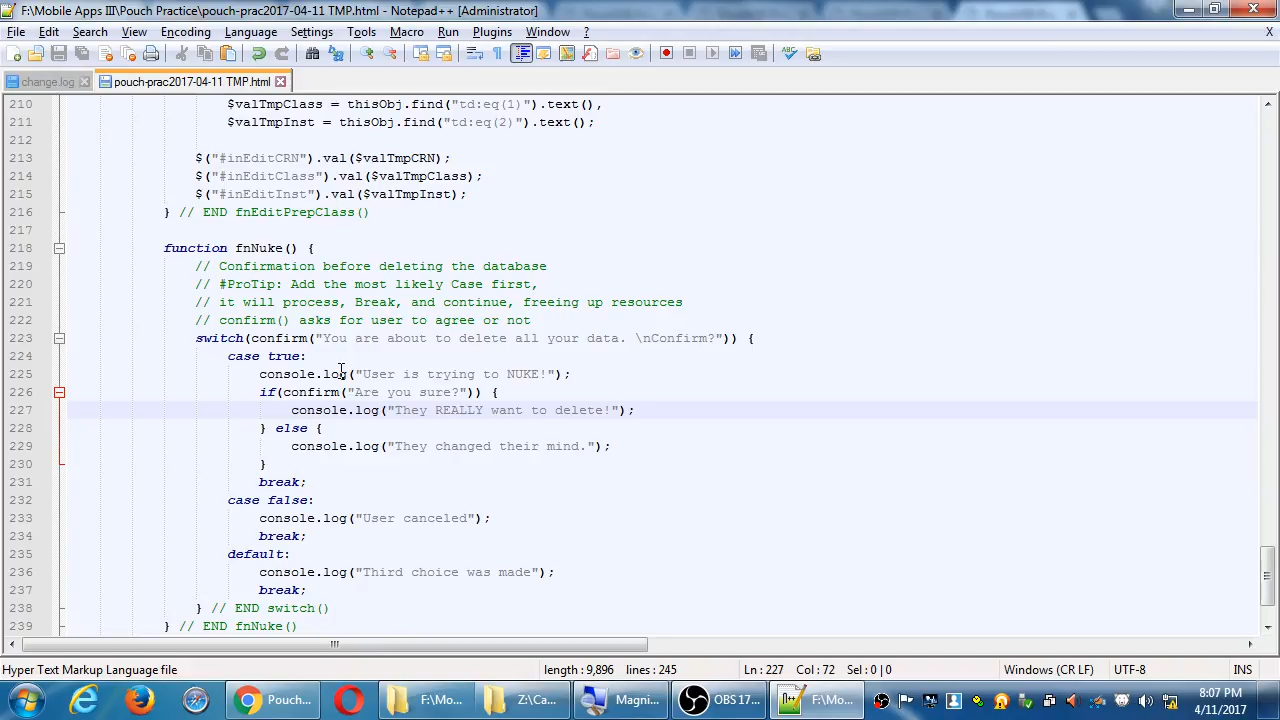 F:\Mobile Apps III\Pouch Practice\pouch-prac2017-04-11 TMP.html - Notepad++ [Administrator]
File Edit Search View Encoding Language Settings Tools Macro Run Plugins Window ? X
change.log pouch-prac2017-04-11 TMP.html
210 $valTmpClass = thisObj.find("td:eq(1)").text(),
211 $valTmpInst = thisObj.find("td:eq(2)").text();
212
213 $("#inEditCRN").val($valTmpCRN);
214 $("#inEditClass").val($valTmpClass);
215 $("#inEditInst").val($valTmpInst);
216 } // END fnEditPrepClass()
217
218 function fnNuke() {
219 // Confirmation before deleting the database
220 // #ProTip: Add the most likely Case first,
221 // it will process, Break, and continue, freeing up resources
222 // confirm() asks for user to agree or not
223 switch(confirm("You are about to delete all your data. \nConfirm?")) {
224 case true:
225 console.log("User is trying to NUKE!");
226 if(confirm("Are you sure?")) {
227 console.log("They REALLY want to delete!");
228 } else {
229 console.log("They changed their mind.");
230 }
231 break;
232 case false:
233 console.log("User canceled");
234 break;
235 default:
236 console.log("Third choice was made");
237 break;
238 } // END switch()
239 } // END fnNuke()
Hyper Text Markup Language file length : 9,896 lines : 245 Ln : 227 Col : 72 Sel : 0 | 0 Windows (CR LF) UTF-8 INS
Pouch... F:\Mo... Z:\Ca... Magni... OBS 17... F:\Mo... 8:07 PM
4/11/2017